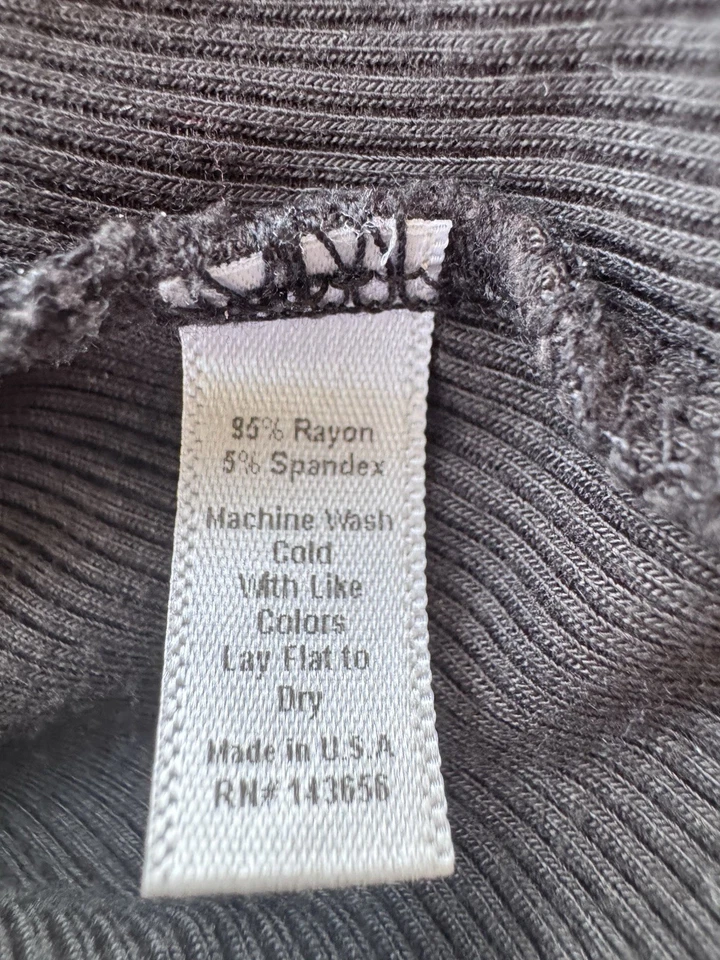 95% Rayon
5% Spandex
Machine Wash
Cold
With Like
Colors
Lay Flat to
Dry
Made in U.S.A
RN# 143656